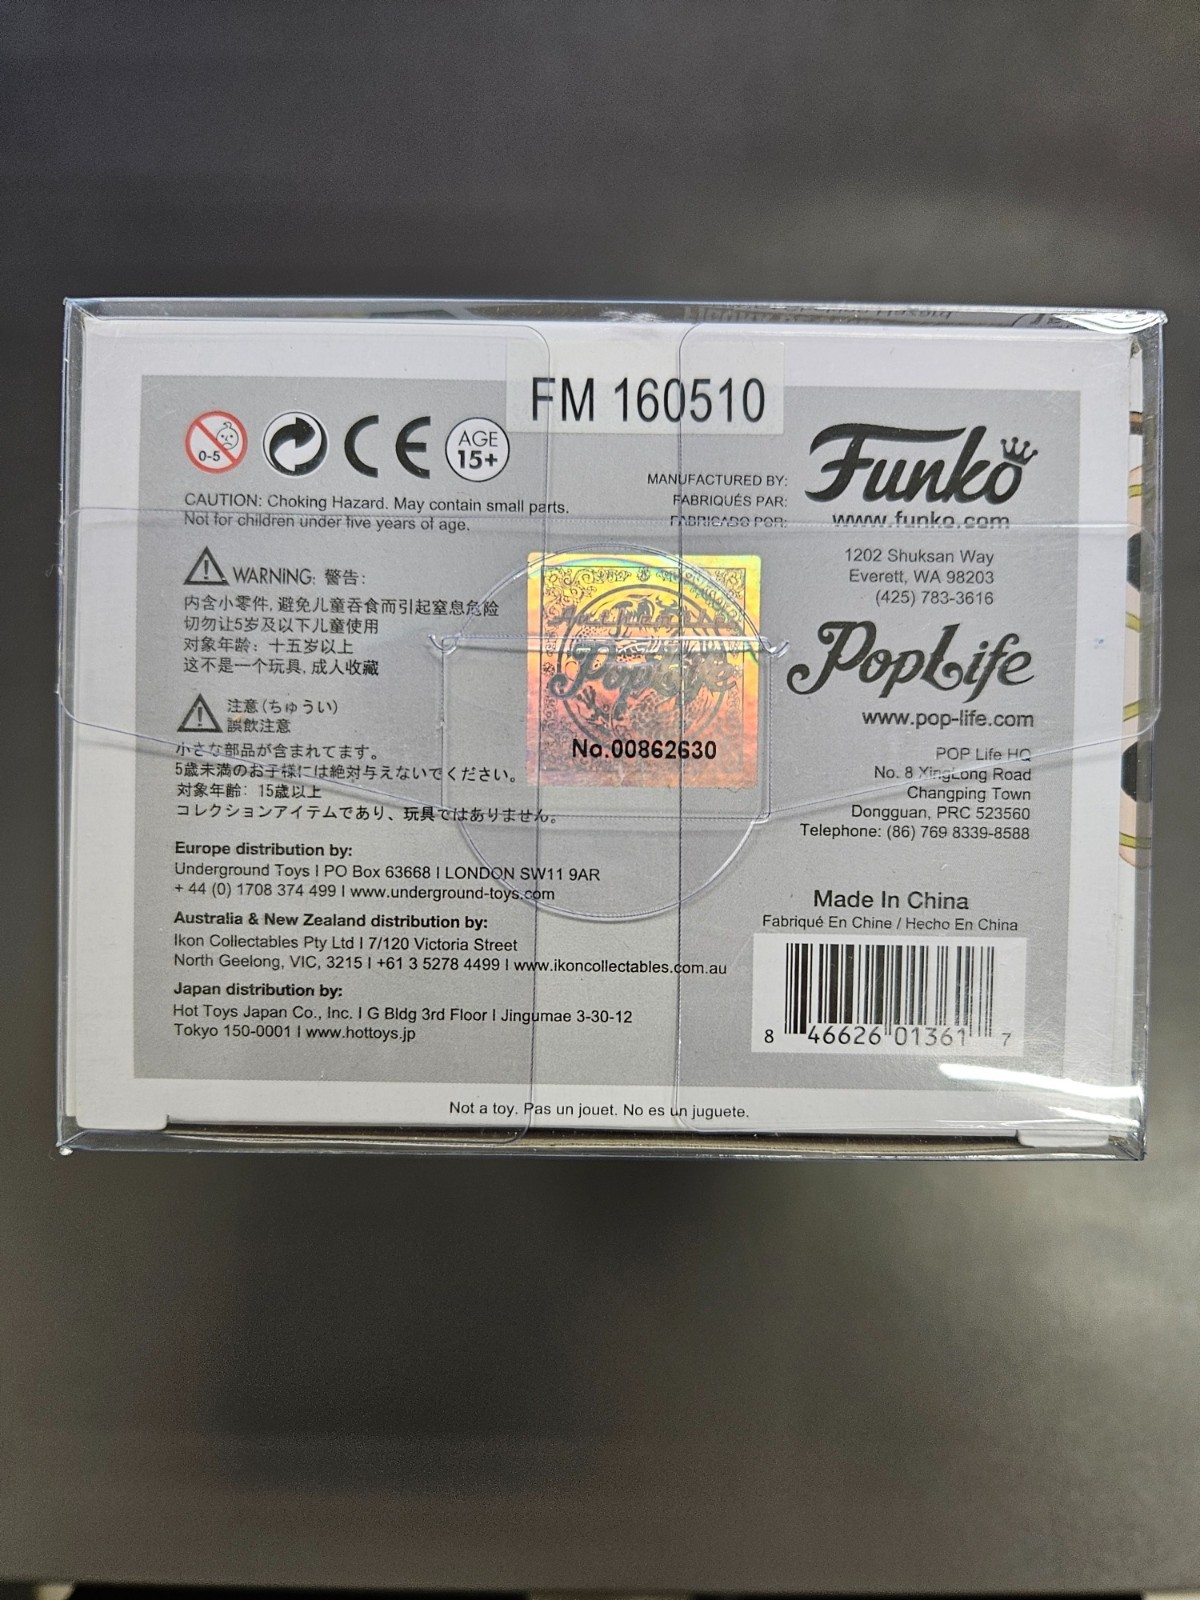 FM 160510
0-5
CE
AGE
15+
CAUTION: Choking Hazard. May contain small parts.
Not for children under five years of age.
WARNING: 警告:
内含小零件, 避免儿童吞食而引起窒息危险
切勿让5岁及以下儿童使用
对象年龄: 十五岁以上
这不是一个玩具, 成人收藏
注意(ちゅうい)
誤飲注意
小さな部品が含まれてます。
5歳未満のお子様には絶対与えないでください。
対象年齢: 15歳以上
コレクションアイテムであり、玩具ではありません。
Europe distribution by:
Underground Toys I PO Box 63668 I LONDON SW11 9AR
+ 44 (0) 1708 374 499 I www.underground-toys.com
Australia & New Zealand distribution by:
Ikon Collectables Pty Ltd I 7/120 Victoria Street
North Geelong, VIC, 3215 I +61 3 5278 4499 I www.ikoncollectables.com.au
Japan distribution by:
Hot Toys Japan Co., Inc. I G Bldg 3rd Floor I Jingumae 3-30-12
Tokyo 150-0001 I www.hottoys.jp
PopLife
No.00862630
MANUFACTURED BY:
FABRIQUÉS PAR:
FABRICADO POR:
Funko
www.funko.com
1202 Shuksan Way
Everett, WA 98203
(425) 783-3616
PopLife
www.pop-life.com
POP Life HQ
No. 8 XingLong Road
Changping Town
Dongguan, PRC 523560
Telephone: (86) 769 8339-8588
Made In China
Fabriqué En Chine / Hecho En China
8 46626 01361 7
Not a toy. Pas un jouet. No es un juguete.